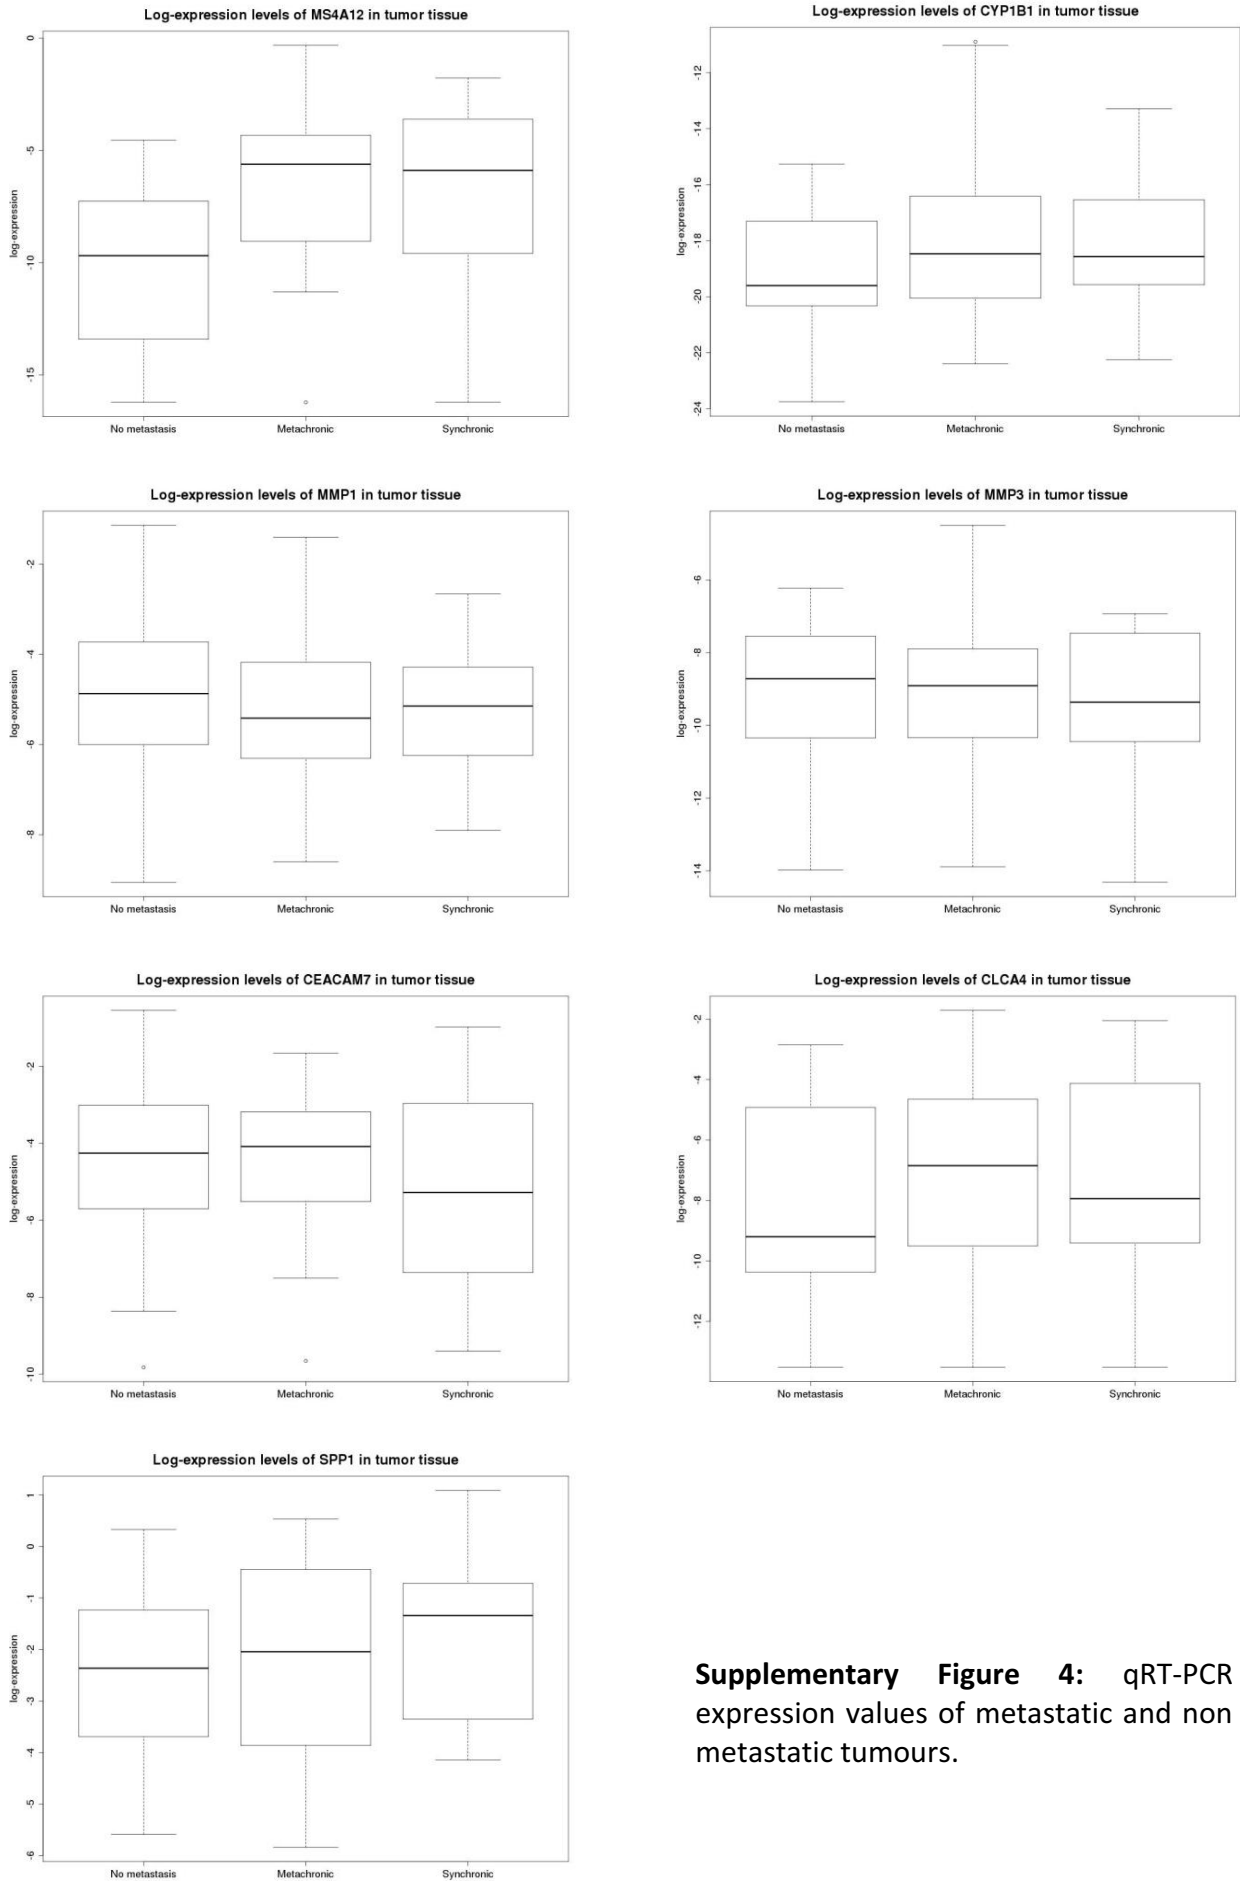 Log-expression levels of MS4A12 in tumor tissue
log-expression
0
-5
-10
-15
No metastasis
Metachronic
Synchronic
Log-expression levels of CYP1B1 in tumor tissue
log-expression
-12
-14
-16
-18
-20
-22
-24
No metastasis
Metachronic
Synchronic
Log-expression levels of MMP1 in tumor tissue
log-expression
-2
-4
-6
-8
No metastasis
Metachronic
Synchronic
Log-expression levels of MMP3 in tumor tissue
log-expression
-6
-8
-10
-12
-14
No metastasis
Metachronic
Synchronic
Log-expression levels of CEACAM7 in tumor tissue
log-expression
-2
-4
-6
-8
-10
No metastasis
Metachronic
Synchronic
Log-expression levels of CLCA4 in tumor tissue
log-expression
-2
-4
-6
-8
-10
-12
No metastasis
Metachronic
Synchronic
Log-expression levels of SPP1 in tumor tissue
log-expression
1
0
-1
-2
-3
-4
-5
-6
No metastasis
Metachronic
Synchronic
Supplementary Figure 4: qRT-PCR
expression values of metastatic and non
metastatic tumours.